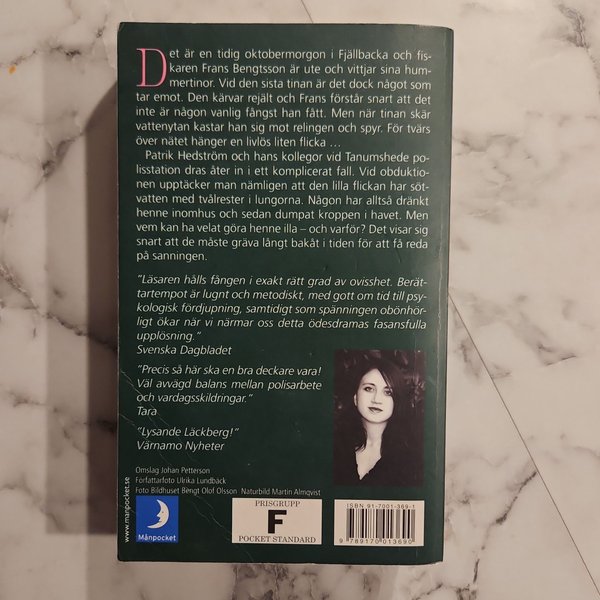 Det är en tidig oktobermorgon i Fjällbacka och fis-
karen Frans Bengtsson är ute och vittjar sina hum-
mertinor. Vid den sista tinan är det dock något som
tar emot. Den kärvar rejält och Frans förstår snart att det
inte är någon vanlig fångst han fått. Men när tinan skär
vattenytan kastar han sig mot relingen och spyr. För tvärs
över nätet hänger en livlös liten flicka ...
Patrik Hedström och hans kollegor vid Tanumshede po-
lisstation dras åter in i ett komplicerat fall. Vid obduktio-
nen upptäcker man nämligen att den lilla flickan har söt-
vatten med tvålrester i lungorna. Någon har alltså dränkt
henne inomhus och sedan dumpat kroppen i havet. Men
vem kan ha velat göra henne illa – och varför? Det visar sig
snart att de måste gräva långt bakåt i tiden för att få reda
på sanningen.
”Läsaren hålls fången i exakt rätt grad av ovisshet. Berät-
tartempot är lugnt och metodiskt, med gott om tid till psy-
kologisk fördjupning, samtidigt som spänningen obönhör-
ligt ökar när vi närmar oss detta ödesdramas fasansfulla
upplösning.”
Svenska Dagbladet
”Precis så här ska en bra deckare vara!
Väl avvägd balans mellan polisarbete
och vardagsskildringar.”
Tara
”Lysande Läckberg!”
Värnamo Nyheter
Omslag Johan Petterson
Författarfoto Ulrika Lundbäck
Foto Bildhuset Bengt Olof Olsson Naturbild Martin Almqvist
www.manpocket.se
Månpocket
PRISGRUPP
F
POCKET STANDARD
ISBN 91-7001-369-1
9 789170 013690